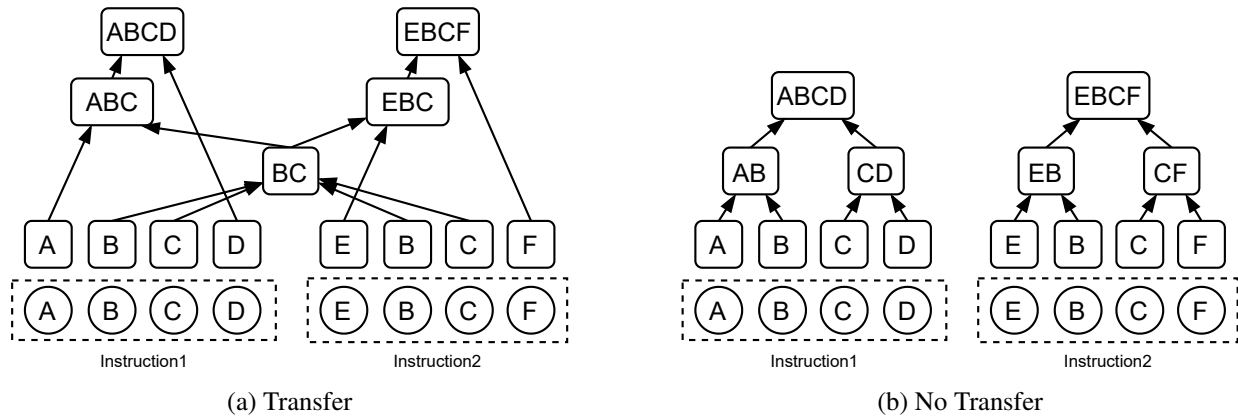 ABCD
EBCF
ABC
EBC
BC
A B C D
E B C F
A B C D
E B C F
Instruction1
Instruction2
(a) Transfer
ABCD
EBCF
AB
CD
EB
CF
A B C D
E B C F
A B C D
E B C F
Instruction1
Instruction2
(b) No Transfer